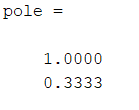 pole =
1.0000
0.3333